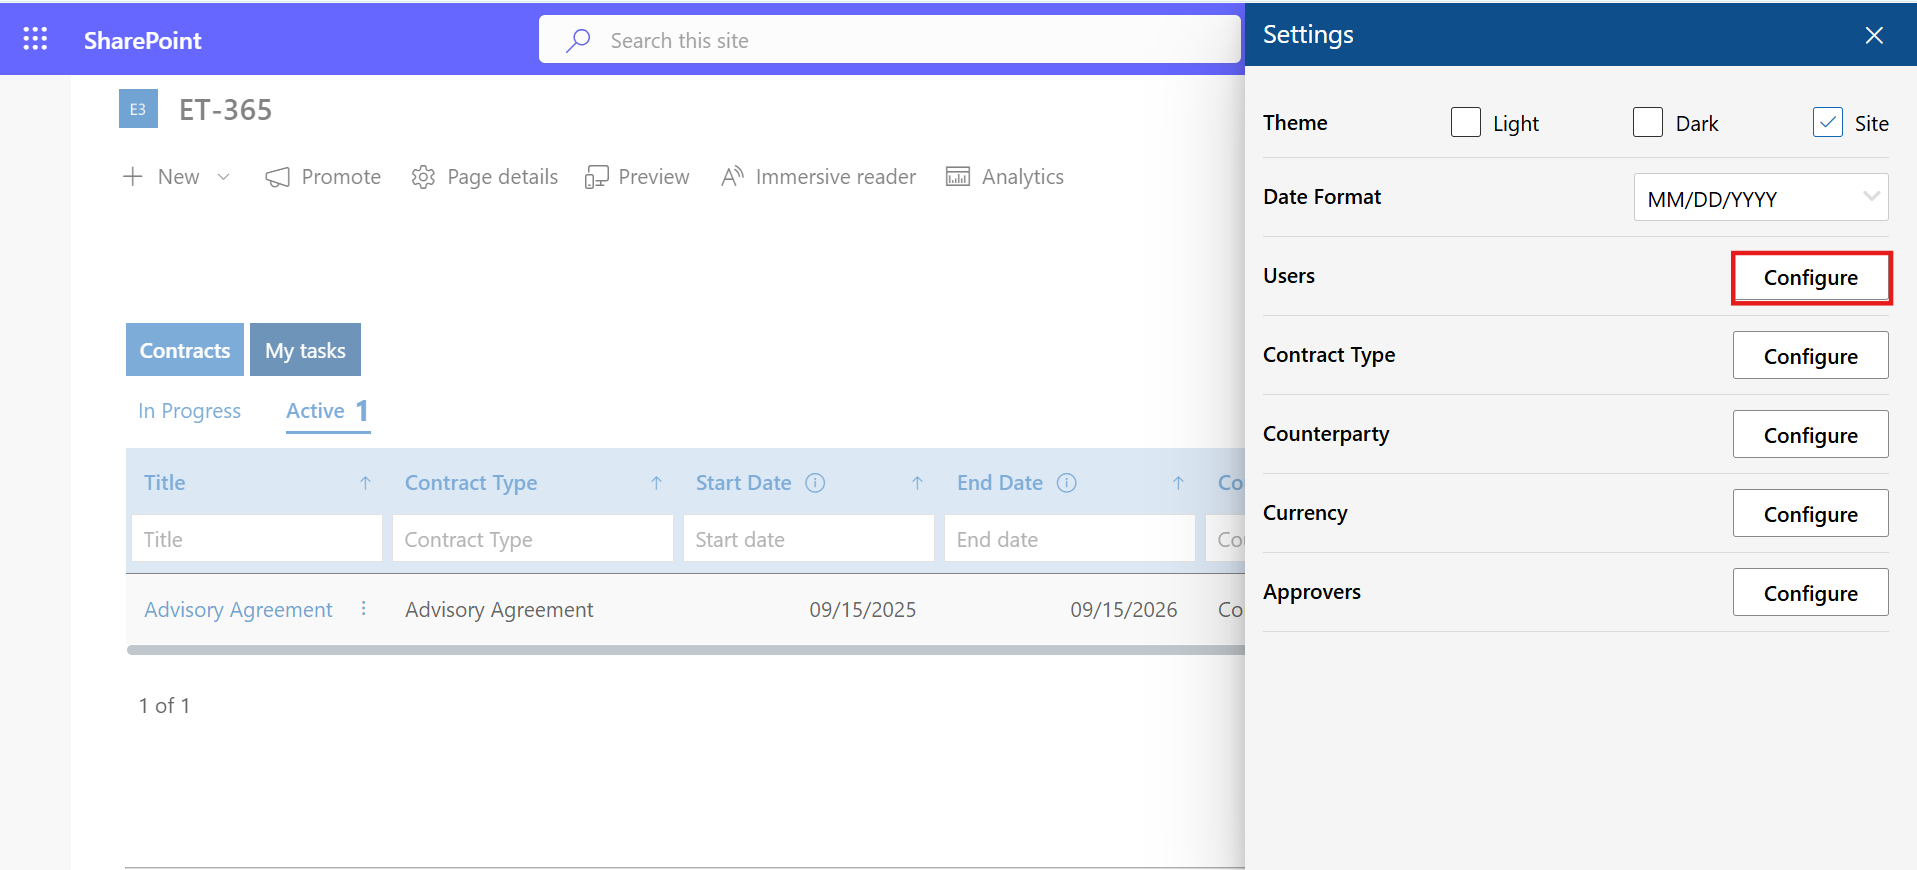 SharePoint
Search this site
E3
ET-365
New
Promote
Page details
Preview
Immersive reader
Analytics
Contracts
My tasks
In Progress
Active 1
Title
Contract Type
Start Date
End Date
Co
Title
Contract Type
Start date
End date
Co
Advisory Agreement
Advisory Agreement
09/15/2025
09/15/2026
Co
1 of 1
Settings
Theme
Light
Dark
Site
Date Format
MM/DD/YYYY
Users
Configure
Contract Type
Configure
Counterparty
Configure
Currency
Configure
Approvers
Configure